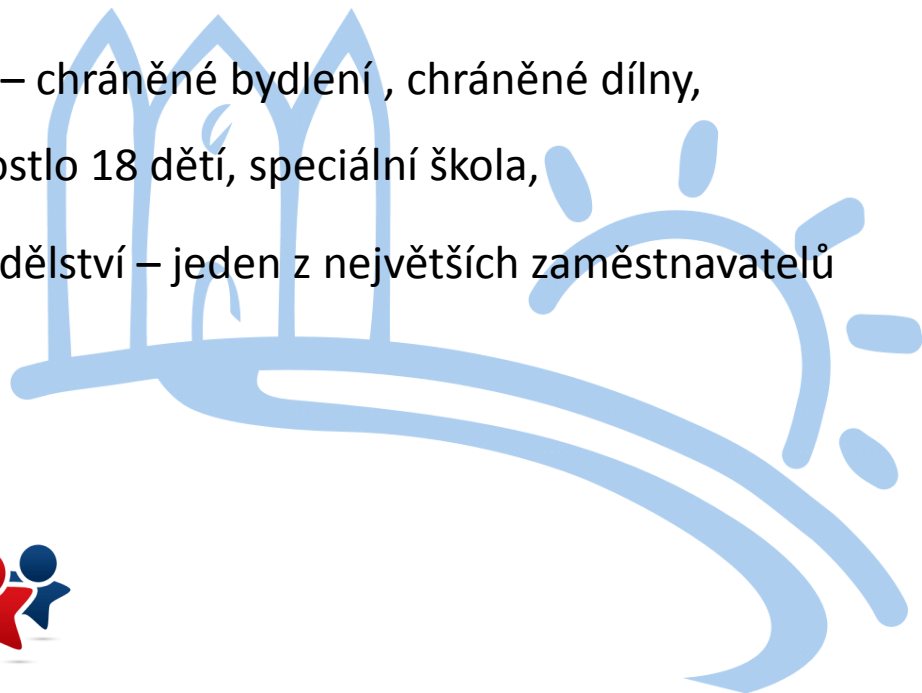 – chráněné bydlení , chráněné dílny,
ostlo 18 dětí, speciální škola,
dělství – jeden z největších zaměstnavatelů